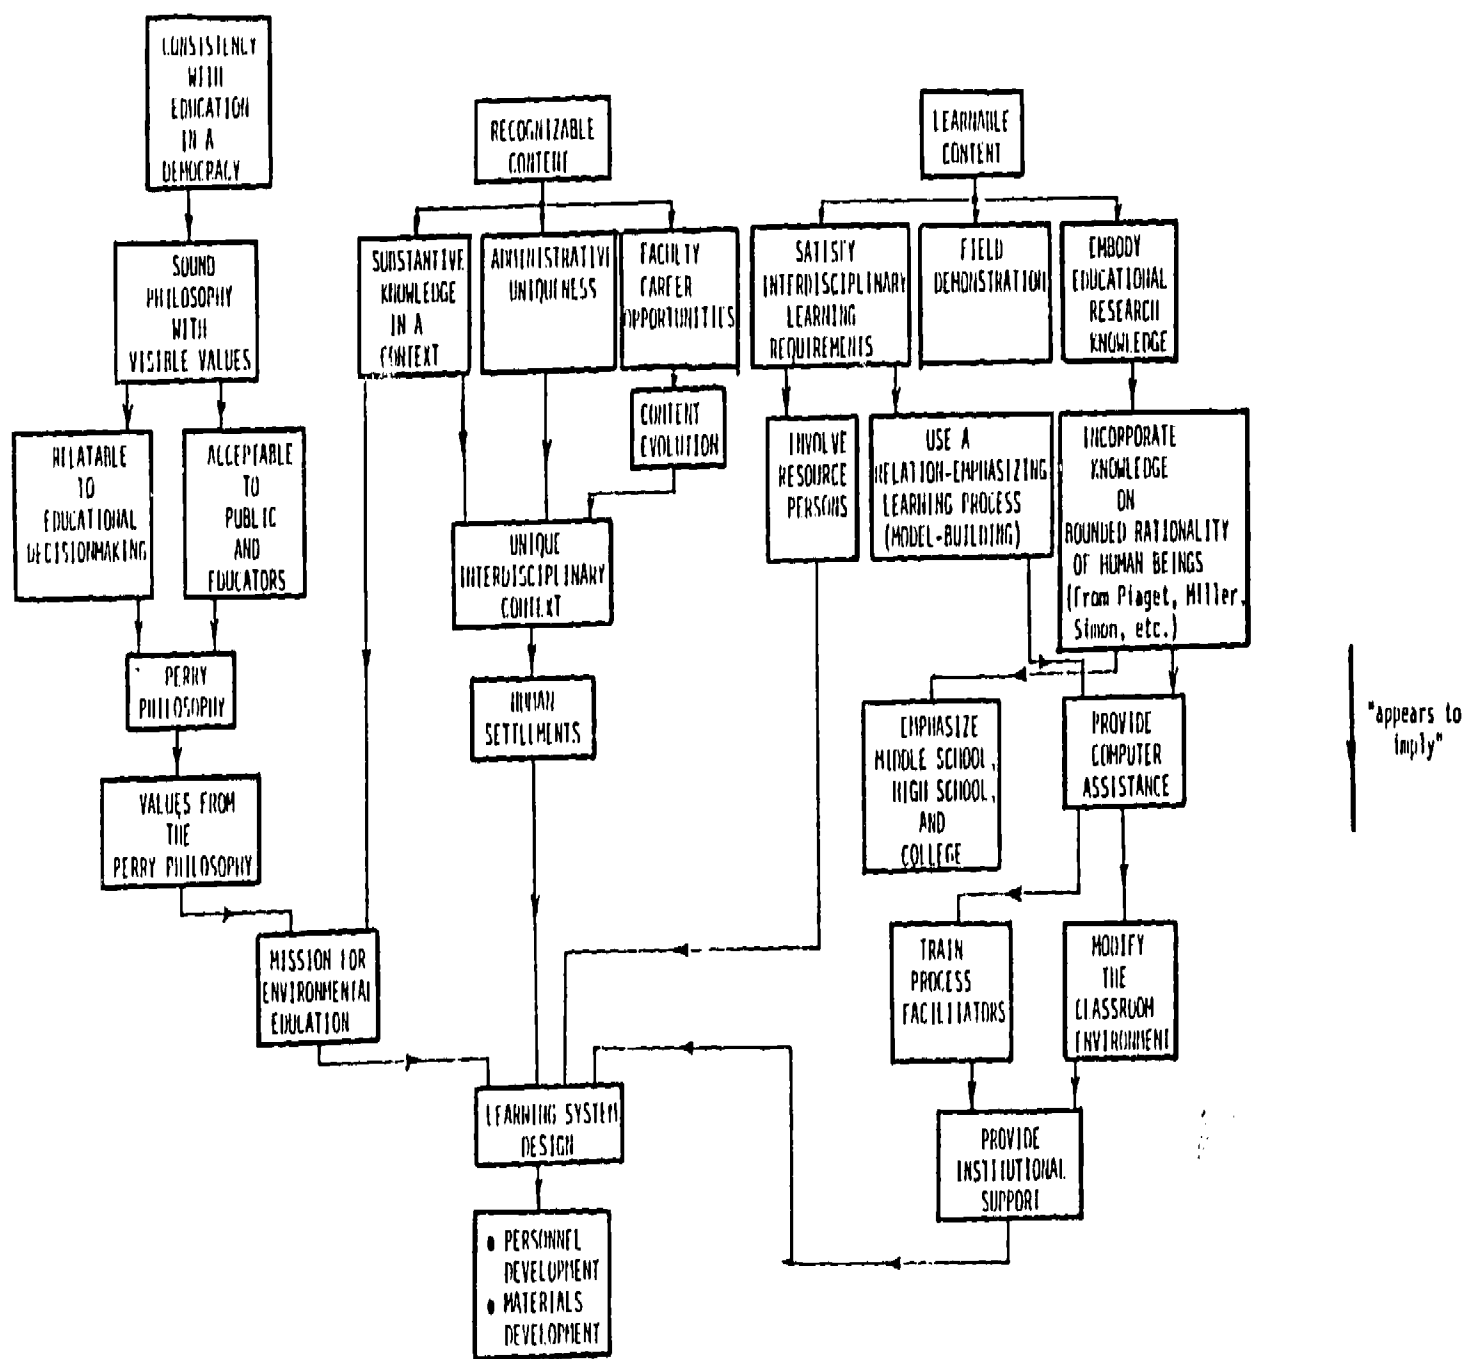 CONSISTENCY
WITH
EDUCATION
IN A
DEMOCRACY
RECOGNIZABLE
CONTENT
LEARNABLE
CONTENT
SOUND
PHILOSOPHY
WITH
VISIBLE VALUES
SUBSTANTIVE
KNOWLEDGE
IN A
CONTEXT
ADMINISTRATIVE
UNIQUENESS
FACULTY
CAREER
OPPORTUNITIES
SATISFY
INTERDISCIPLINARY
LEARNING
REQUIREMENTS
FIELD
DEMONSTRATION
EMBODY
EDUCATIONAL
RESEARCH
KNOWLEDGE
RELATABLE
TO
EDUCATIONAL
DECISIONMAKING
ACCEPTABLE
TO
PUBLIC
AND
EDUCATORS
CONTENT
EVOLUTION
INVOLVE
RESOURCE
PERSONS
USE A
RELATION-EMPHASIZING
LEARNING PROCESS
(MODEL-BUILDING)
INCORPORATE
KNOWLEDGE
ON
BOUNDED RATIONALITY
OF HUMAN BEINGS
(from Piaget, Miller,
Simon, etc.)
UNIQUE
INTERDISCIPLINARY
CONTEXT
PERRY
PHILOSOPHY
HUMAN
SETTLMENTS
EMPHASIZE
MIDDLE SCHOOL,
HIGH SCHOOL,
AND
COLLEGE
PROVIDE
COMPUTER
ASSISTANCE
"appears to
imply"
VALUES FROM
THE
PERRY PHILOSOPHY
MISSION FOR
ENVIRONMENTAL
EDUCATION
TRAIN
PROCESS
FACILITATORS
MODIFY
THE
CLASSROOM
ENVIRONMENT
LEARNING SYSTEM
DESIGN
PROVIDE
INSTITUTIONAL
SUPPORT
• PERSONNEL
DEVELOPMENT
• MATERIALS
DEVELOPMENT